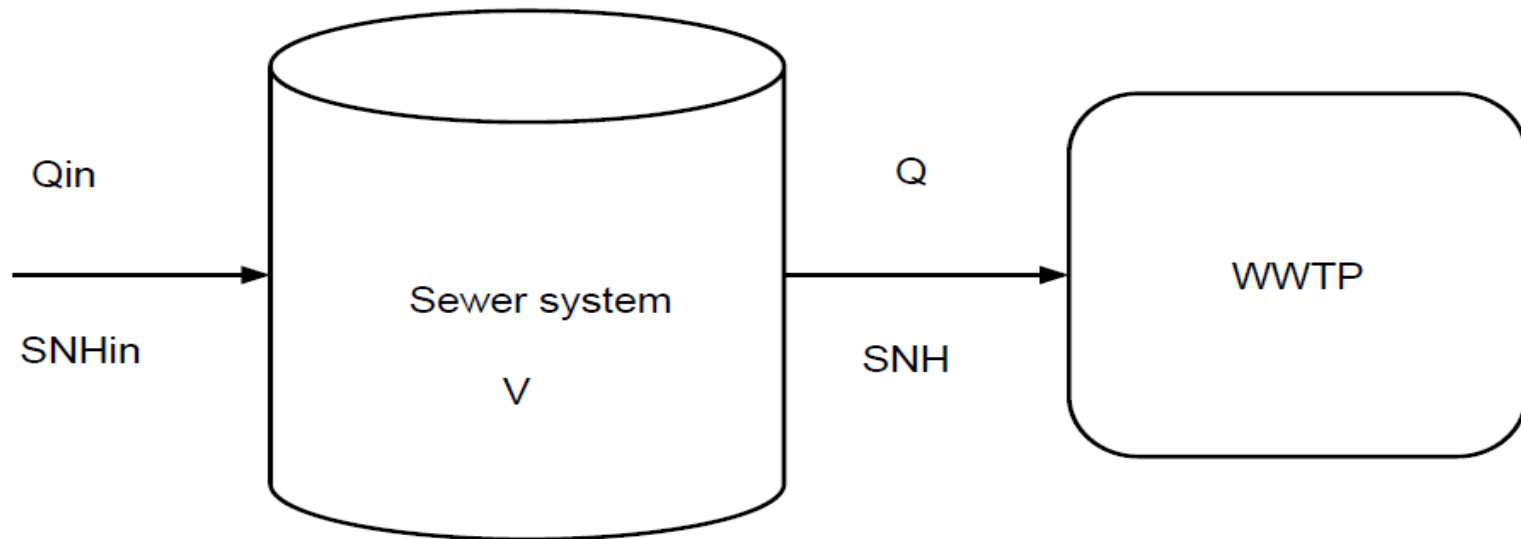 Qin
SNHin
Sewer system
V
Q
SNH
WWTP